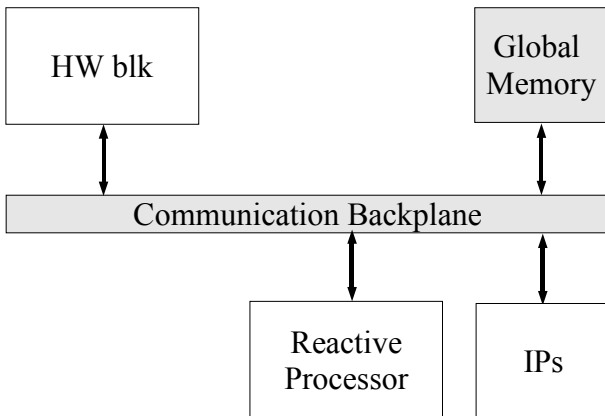 HW blk
Global
Memory
Communication Backplane
Reactive
Processor
IPs